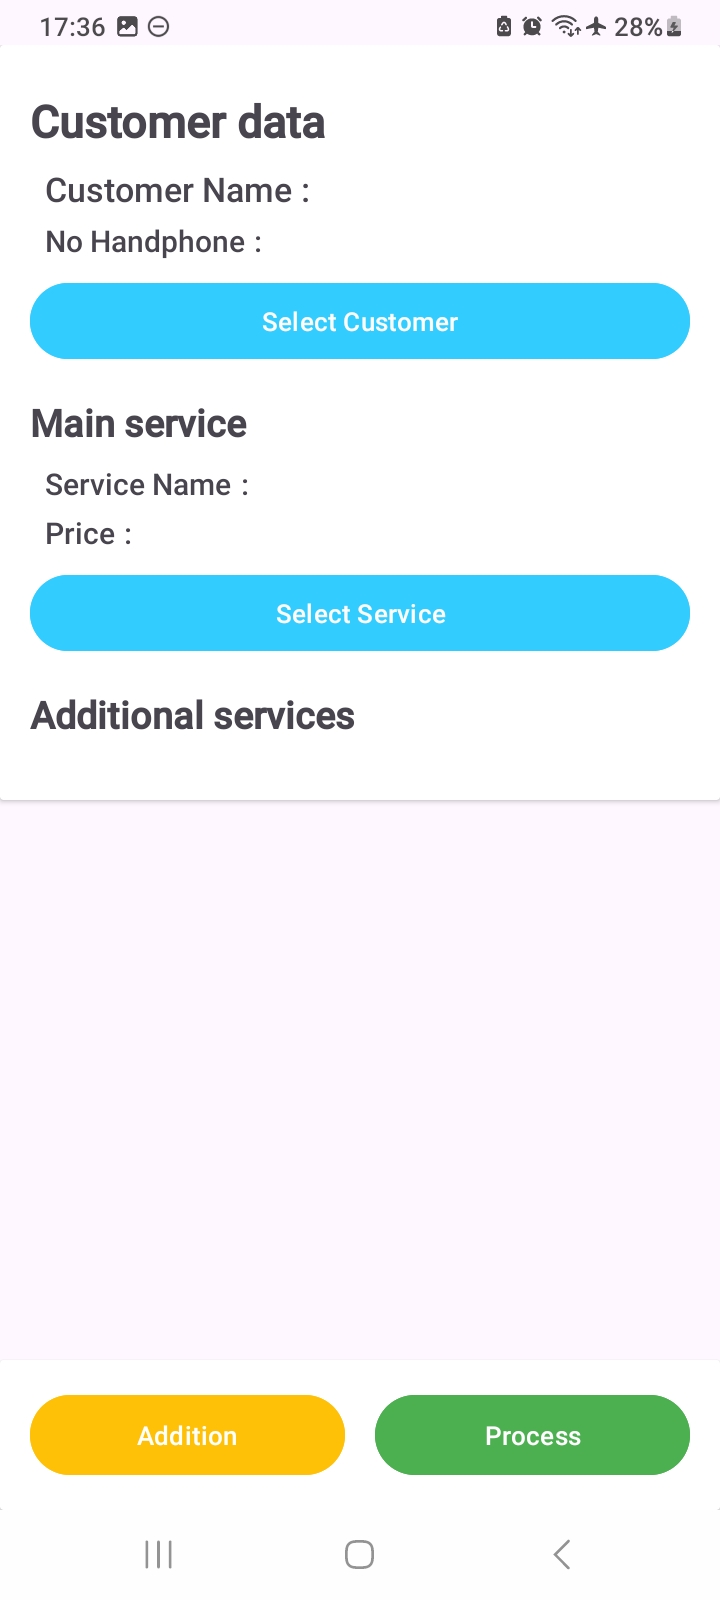 17:36 28%
Customer data
Customer Name :
No Handphone :
Select Customer
Main service
Service Name :
Price :
Select Service
Additional services
Addition Process